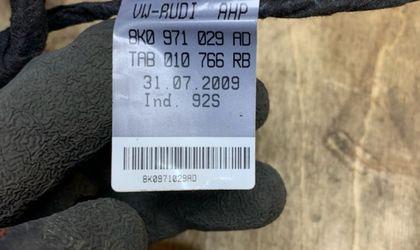 VW-AUDI AHP
8K0 971 029 AD
TAB 010 766 RB
31.07.2009
Ind. 92S
8K0971029AD